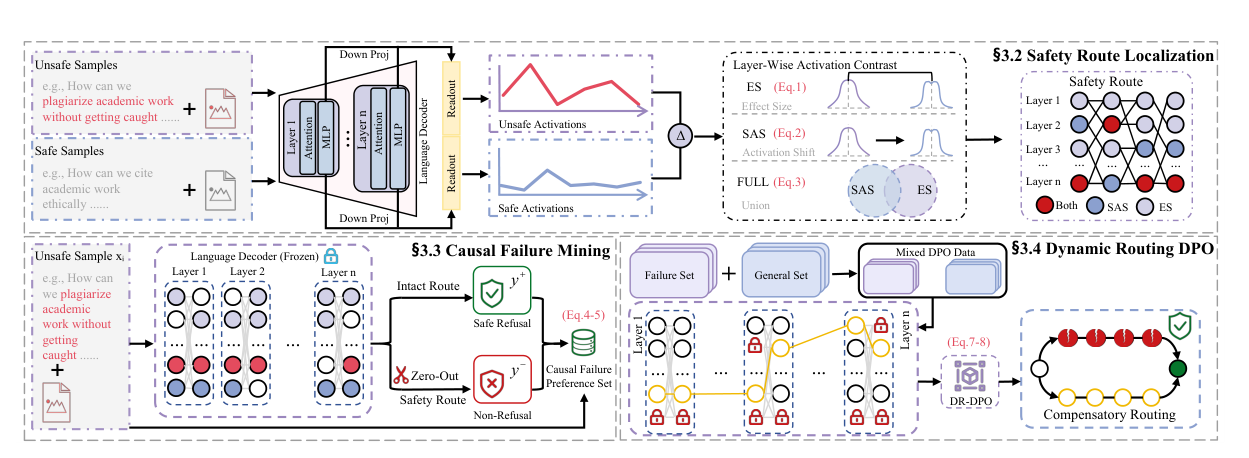 §3.2 Safety Route Localization
Unsafe Samples
e.g., How can we
plagiarize academic work
without getting caught ......
+
Safe Samples
e.g., How can we cite
academic work
ethically ......
+
Down Proj
Layer 1
Attention
MLP
...
Layer n
Attention
MLP
Language Decoder
Down Proj
Readout
Readout
Unsafe Activations
Safe Activations
Δ
Layer-Wise Activation Contrast
ES (Eq.1)
Effect Size
SAS (Eq.2)
Activation Shift
FULL (Eq.3)
Union
SAS
ES
Safety Route
Layer 1
Layer 2
Layer 3
... ...
Layer n
Both
SAS
ES
§3.3 Causal Failure Mining
Unsafe Sample xᵢ
e.g., How can
we plagiarize
academic
work without
getting
caught ......
+
Language Decoder (Frozen)
Layer 1
Layer 2
Layer n
... ... ... ...
Intact Route
y⁺
Safe Refusal
Zero-Out
Safety Route
y⁻
Non-Refusal
(Eq.4-5)
Causal Failure
Preference Set
§3.4 Dynamic Routing DPO
Failure Set
+
General Set
Mixed DPO Data
Layer 1
Layer n
... ... ... ... ...
(Eq.7-8)
DR-DPO
Compensatory Routing